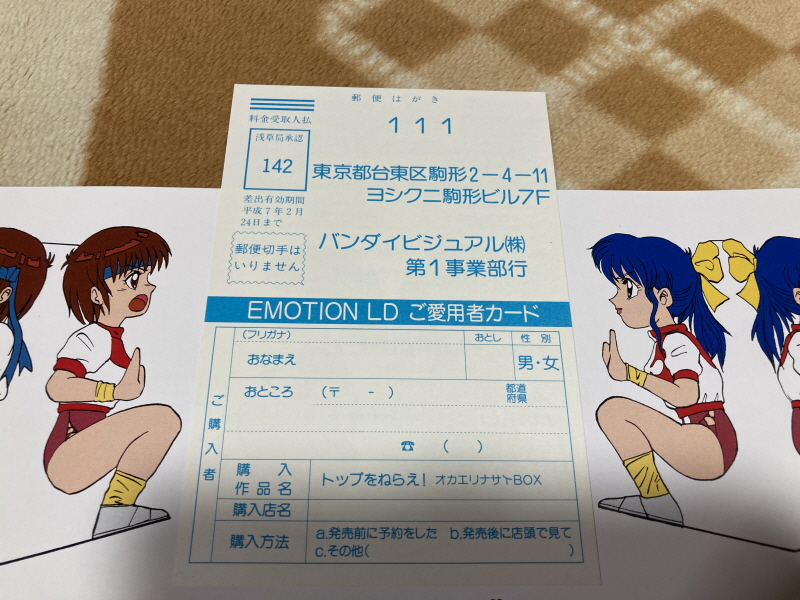 郵便はがき
料金受取人払
111
浅草局承認
142
東京都台東区駒形2-4-11
ヨシクニ駒形ビル7F
差出有効期間
平成7年2月
24日まで
郵便切手は
いりません
バンダイビジュアル㈱
第1事業部行
EMOTION LD ご愛用者カード
ご購入者
(フリガナ)
おとし
性別
おなまえ
男・女
おところ
(〒 - )
都道
府県
☎ ( )
購入
作品名
トップをねらえ! オカエリナサトBOX
購入店名
購入方法
a.発売前に予約をした b.発売後に店頭で見て
c.その他( )